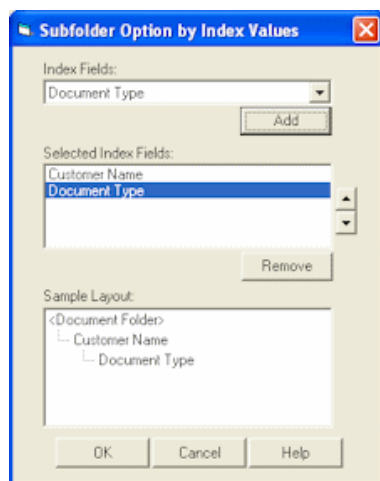 Subfolder Option by Index Values
Index Fields:
Document Type
Add
Selected Index Fields:
Customer Name
Document Type
Remove
Sample Layout:
<Document Folder>
Customer Name
Document Type
OK Cancel Help